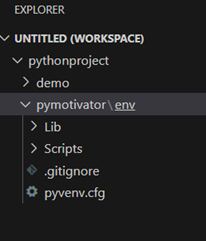 EXPLORER
UNTITLED (WORKSPACE)
pythonproject
demo
pymotivator\env
Lib
Scripts
.gitignore
pyvenv.cfg